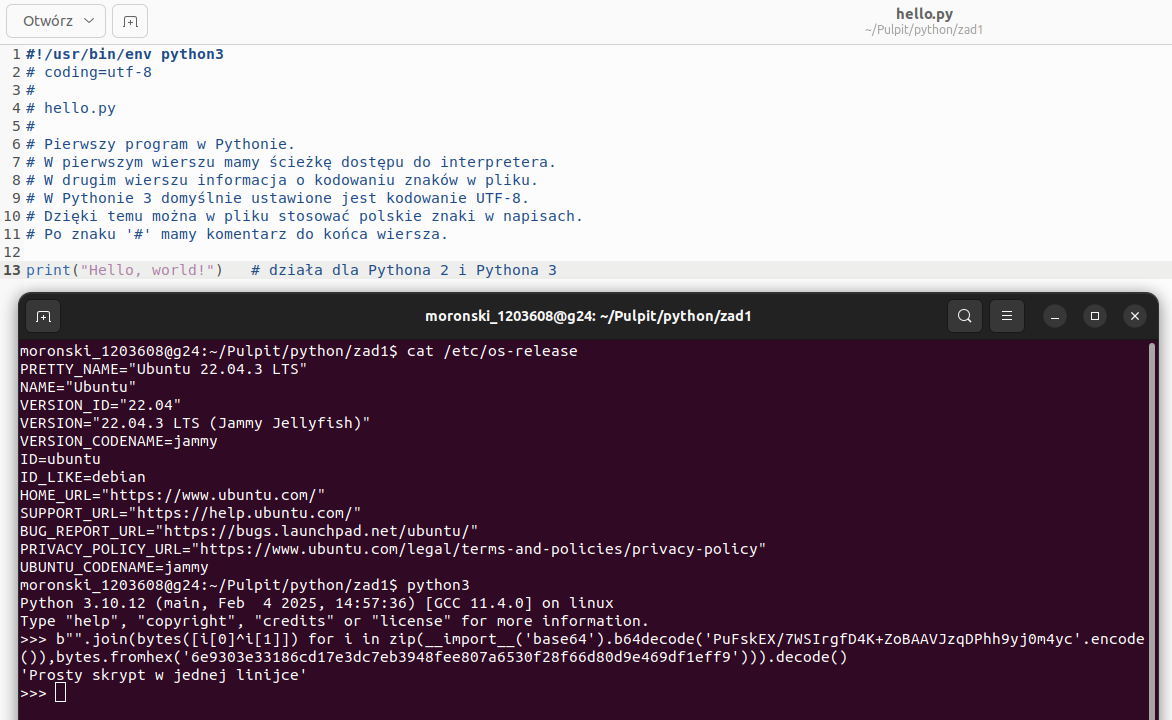 Otwórz
hello.py
~/Pulpit/python/zad1
1 #!/usr/bin/env python3
2 # coding=utf-8
3 #
4 # hello.py
5 #
6 # Pierwszy program w Pythonie.
7 # W pierwszym wierszu mamy ścieżkę dostępu do interpretera.
8 # W drugim wierszu informacja o kodowaniu znaków w pliku.
9 # W Pythonie 3 domyślnie ustawione jest kodowanie UTF-8.
10 # Dzięki temu można w pliku stosować polskie znaki w napisach.
11 # Po znaku '#' mamy komentarz do końca wiersza.
12
13 print("Hello, world!")   # działa dla Pythona 2 i Pythona 3
moronski_1203608@g24: ~/Pulpit/python/zad1
moronski_1203608@g24:~/Pulpit/python/zad1$ cat /etc/os-release
PRETTY_NAME="Ubuntu 22.04.3 LTS"
NAME="Ubuntu"
VERSION_ID="22.04"
VERSION="22.04.3 LTS (Jammy Jellyfish)"
VERSION_CODENAME=jammy
ID=ubuntu
ID_LIKE=debian
HOME_URL="https://www.ubuntu.com/"
SUPPORT_URL="https://help.ubuntu.com/"
BUG_REPORT_URL="https://bugs.launchpad.net/ubuntu/"
PRIVACY_POLICY_URL="https://www.ubuntu.com/legal/terms-and-policies/privacy-policy"
UBUNTU_CODENAME=jammy
moronski_1203608@g24:~/Pulpit/python/zad1$ python3
Python 3.10.12 (main, Feb  4 2025, 14:57:36) [GCC 11.4.0] on linux
Type "help", "copyright", "credits" or "license" for more information.
>>> b"".join(bytes([i[0]^i[1]]) for i in zip(__import__('base64').b64decode('PuFskEX/7WSIrgfD4K+ZoBAAVJzqDPhh9yj0m4yc'.encode
()),bytes.fromhex('6e9303e33186cd17e3dc7eb3948fee807a6530f28f66d80d9e469df1eff9'))).decode()
'Prosty skrypt w jednej linijce'
>>>